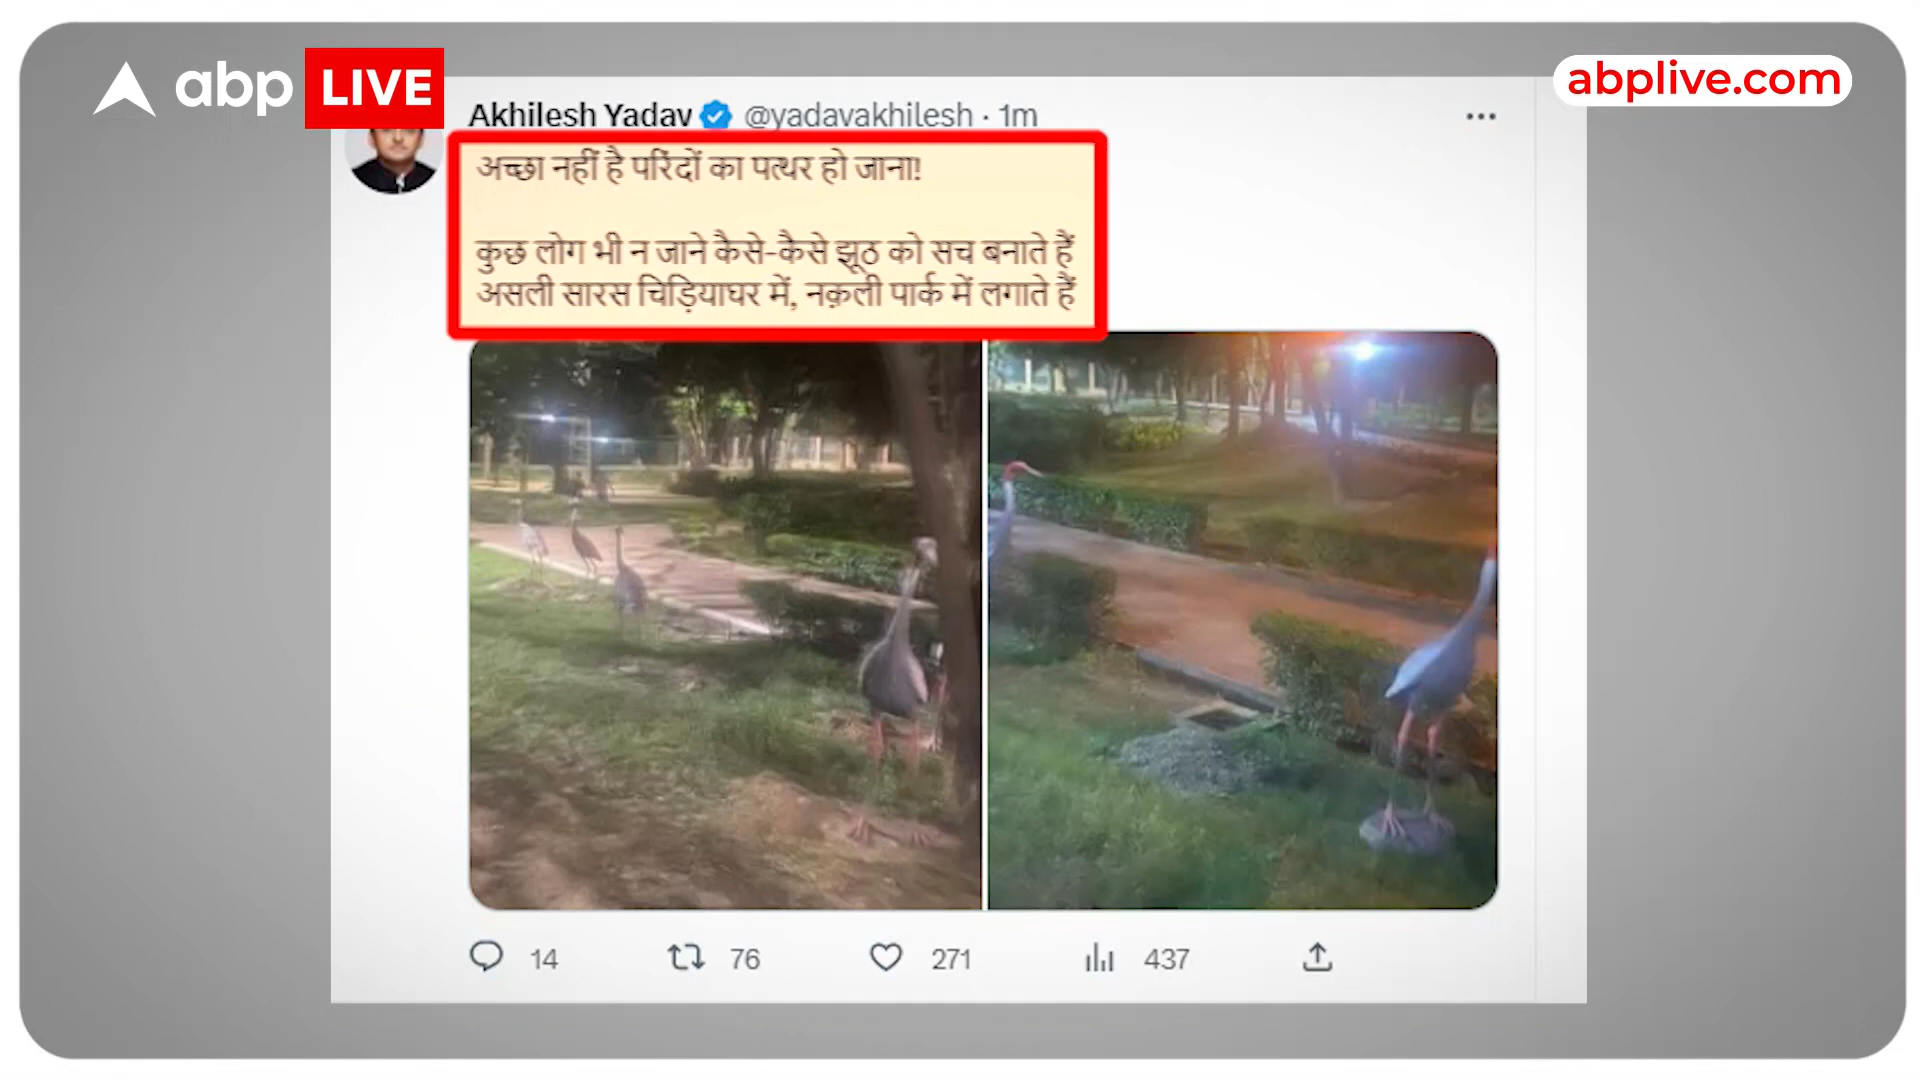 abp LIVE
abplive.com
Akhilesh Yadav @yadavakhilesh · 1m
अच्छा नहीं है परिंदों का पत्थर हो जाना!
कुछ लोग भी न जाने कैसे-कैसे झूठ को सच बनाते हैं
असली सारस चिड़ियाघर में, नक़ली पार्क में लगाते हैं
14 76 271 437